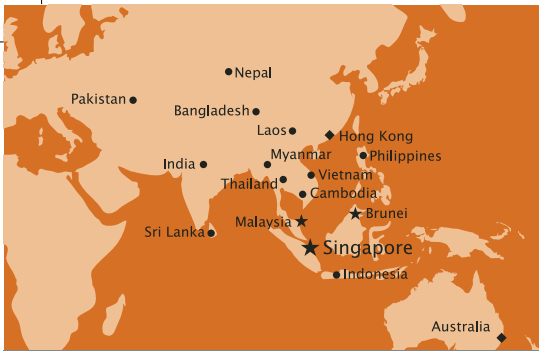 Nepal
Pakistan
Bangladesh
Laos
Hong Kong
Myanmar
Philippines
India
Vietnam
Thailand
Cambodia
Brunei
Malaysia
Sri Lanka
Singapore
Indonesia
Australia